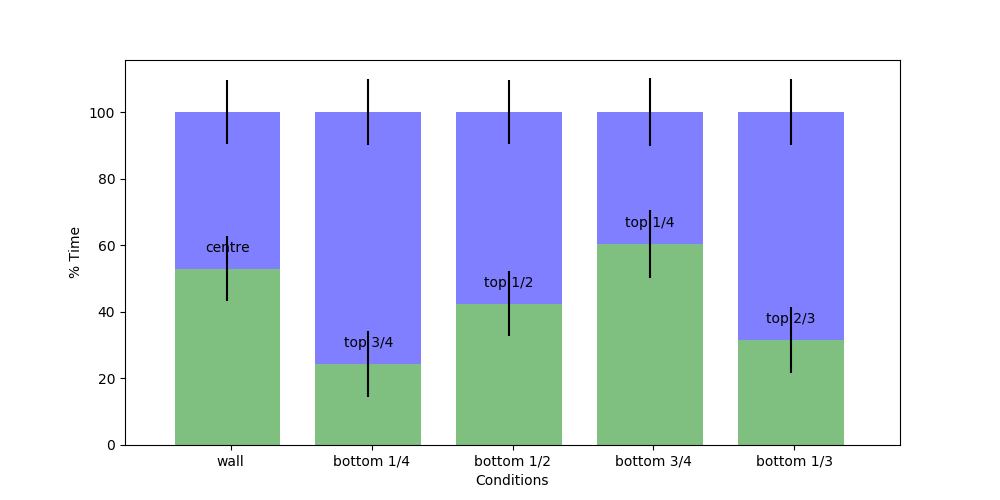 100
80
60
40
20
0
% Time
centre
top 3/4
top 1/2
top 1/4
top 2/3
wall
bottom 1/4
bottom 1/2
bottom 3/4
bottom 1/3
Conditions